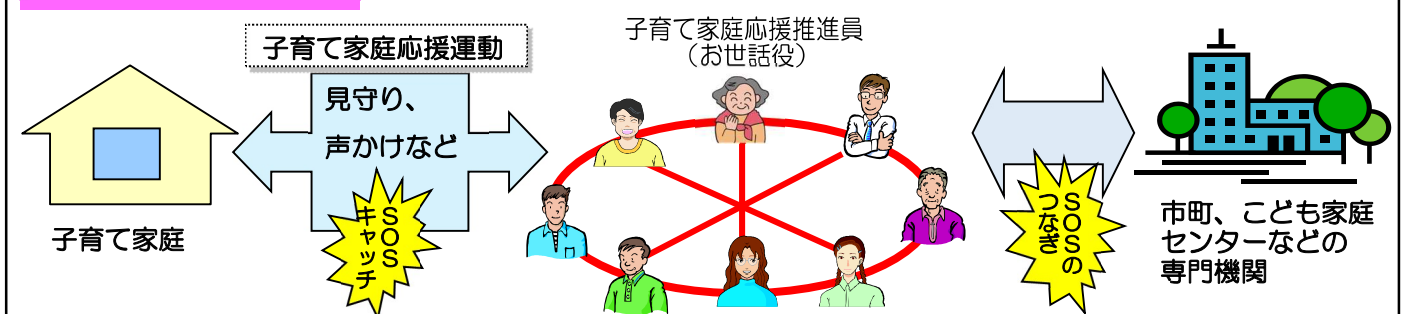 子育て家庭応援運動
見守り、
声かけなど
SOS
キャッチ
子育て家庭
子育て家庭応援推進員
（お世話役）
SOSの
つなぎ
市町、こども家庭
センターなどの
専門機関